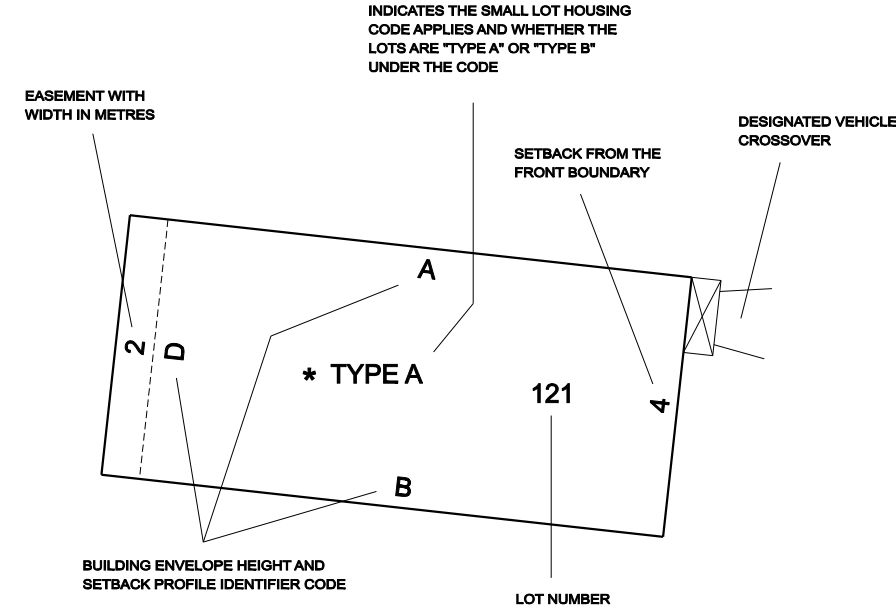 INDICATES THE SMALL LOT HOUSING
CODE APPLIES AND WHETHER THE
LOTS ARE "TYPE A" OR "TYPE B"
UNDER THE CODE
EASEMENT WITH
WIDTH IN METRES
DESIGNATED VEHICLE
CROSSOVER
SETBACK FROM THE
FRONT BOUNDARY
A
2
D
* TYPE A
121
4
B
BUILDING ENVELOPE HEIGHT AND
SETBACK PROFILE IDENTIFIER CODE
LOT NUMBER